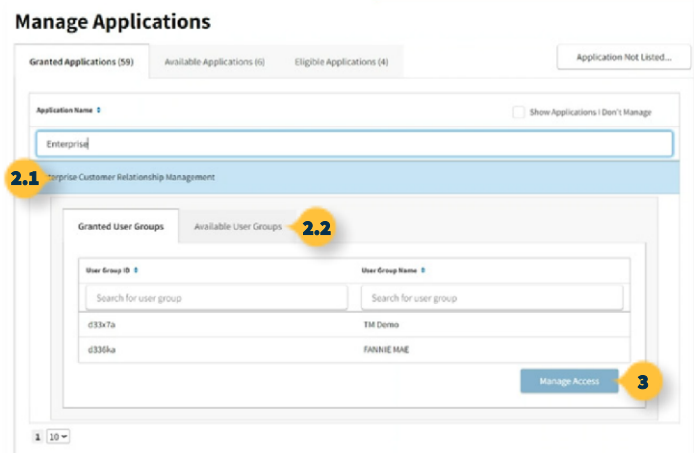 Manage Applications
Granted Applications (59) Available Applications (6) Eligible Applications (4) Application Not Listed...
Application Name Show Applications I Don't Manage
Enterprise
2.1 terprise Customer Relationship Management
Granted User Groups Available User Groups 2.2
User Group ID User Group Name
Search for user group Search for user group
d33x7a TM Demo
d336ka FANNIE MAE
Manage Access 3
1 10